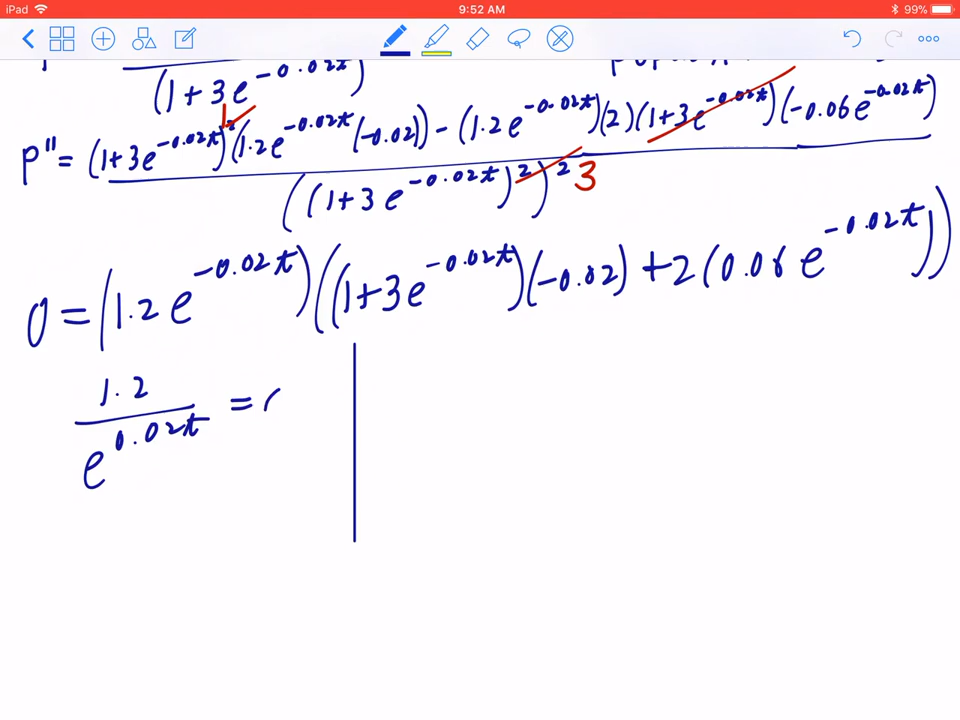 iPad 9:52 AM 99%
(1+3e^-0.02t)
P''= (1+3e^-0.02t)^2 (1.2e^-0.02t (-0.02)) - (1.2e^-0.02t)(2)(1+3e^-0.02t)(-0.06e^-0.02t)
((1+3e^-0.02t)^2)^2 3
0 = (1.2e^-0.02t)((1+3e^-0.02t)(-0.02) +2(0.06e^-0.02t))
1.2
e^0.02t =